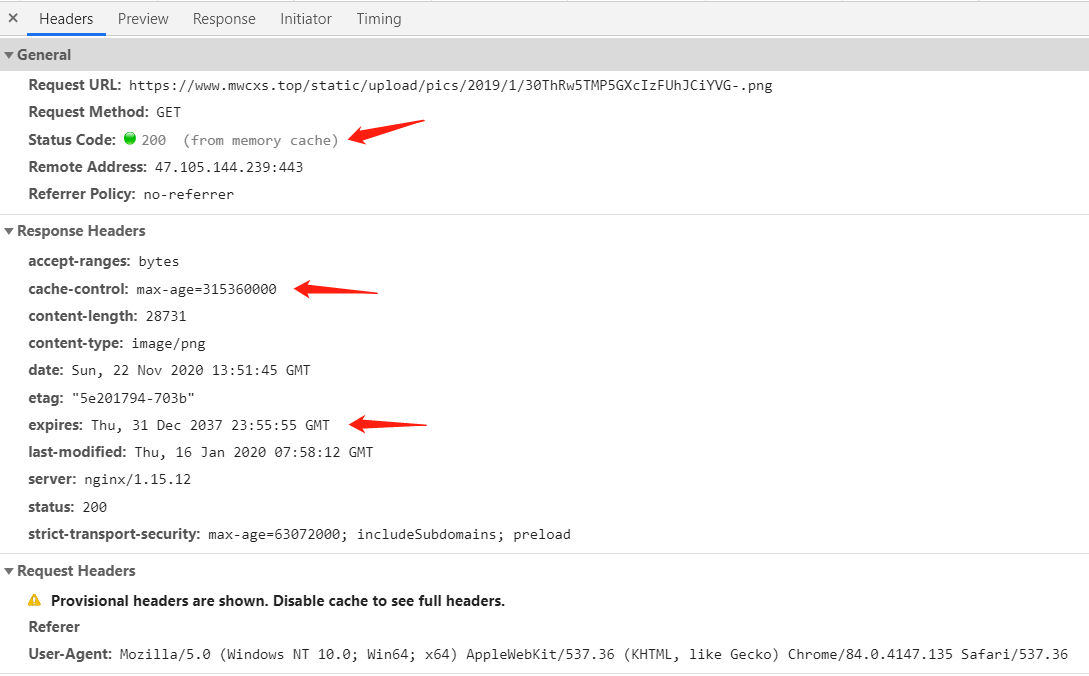 × Headers Preview Response Initiator Timing
General
Request URL: https://www.mwcxs.top/static/upload/pics/2019/1/30ThRw5TMP5GXcIzFUhJCiYVG-.png
Request Method: GET
Status Code: 200 (from memory cache)
Remote Address: 47.105.144.239:443
Referrer Policy: no-referrer
Response Headers
accept-ranges: bytes
cache-control: max-age=315360000
content-length: 28731
content-type: image/png
date: Sun, 22 Nov 2020 13:51:45 GMT
etag: "5e201794-703b"
expires: Thu, 31 Dec 2037 23:55:55 GMT
last-modified: Thu, 16 Jan 2020 07:58:12 GMT
server: nginx/1.15.12
status: 200
strict-transport-security: max-age=63072000; includeSubdomains; preload
Request Headers
Provisional headers are shown. Disable cache to see full headers.
Referer
User-Agent: Mozilla/5.0 (Windows NT 10.0; Win64; x64) AppleWebKit/537.36 (KHTML, like Gecko) Chrome/84.0.4147.135 Safari/537.36